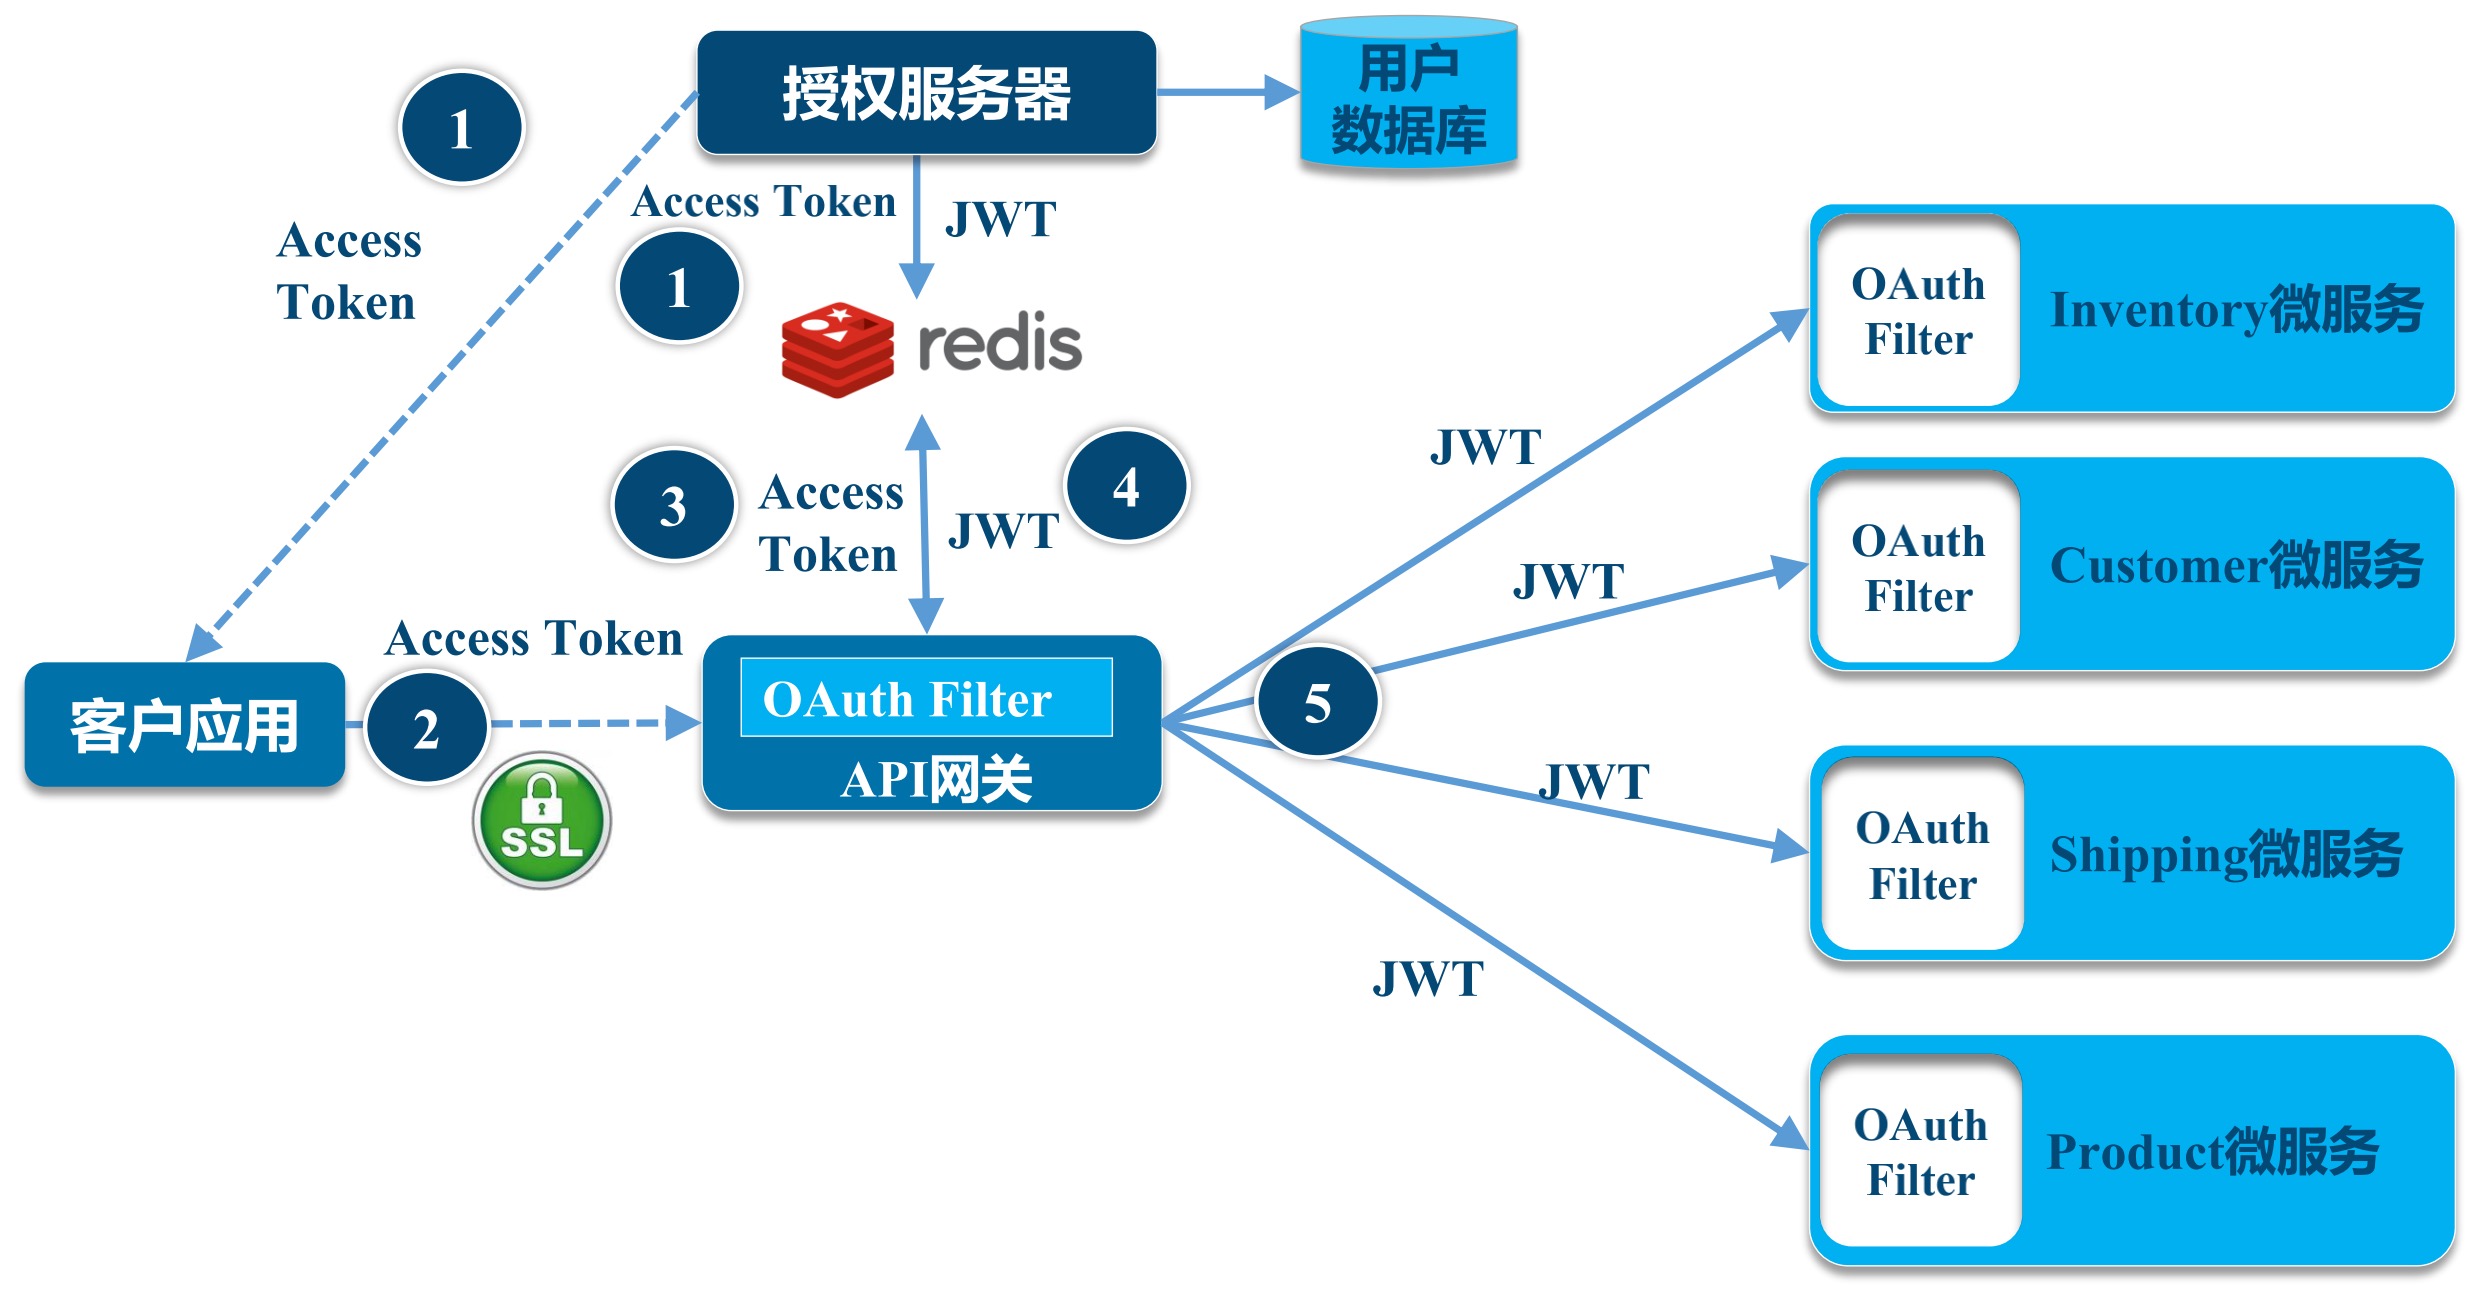 授权服务器
用户
数据库
1
Access Token
JWT
Access
Token
1
redis
OAuth
Filter
Inventory微服务
JWT
3
Access
Token
JWT
4
OAuth
Filter
Customer微服务
JWT
Access Token
客户应用
2
SSL
OAuth Filter
API网关
5
JWT
OAuth
Filter
Shipping微服务
JWT
OAuth
Filter
Product微服务